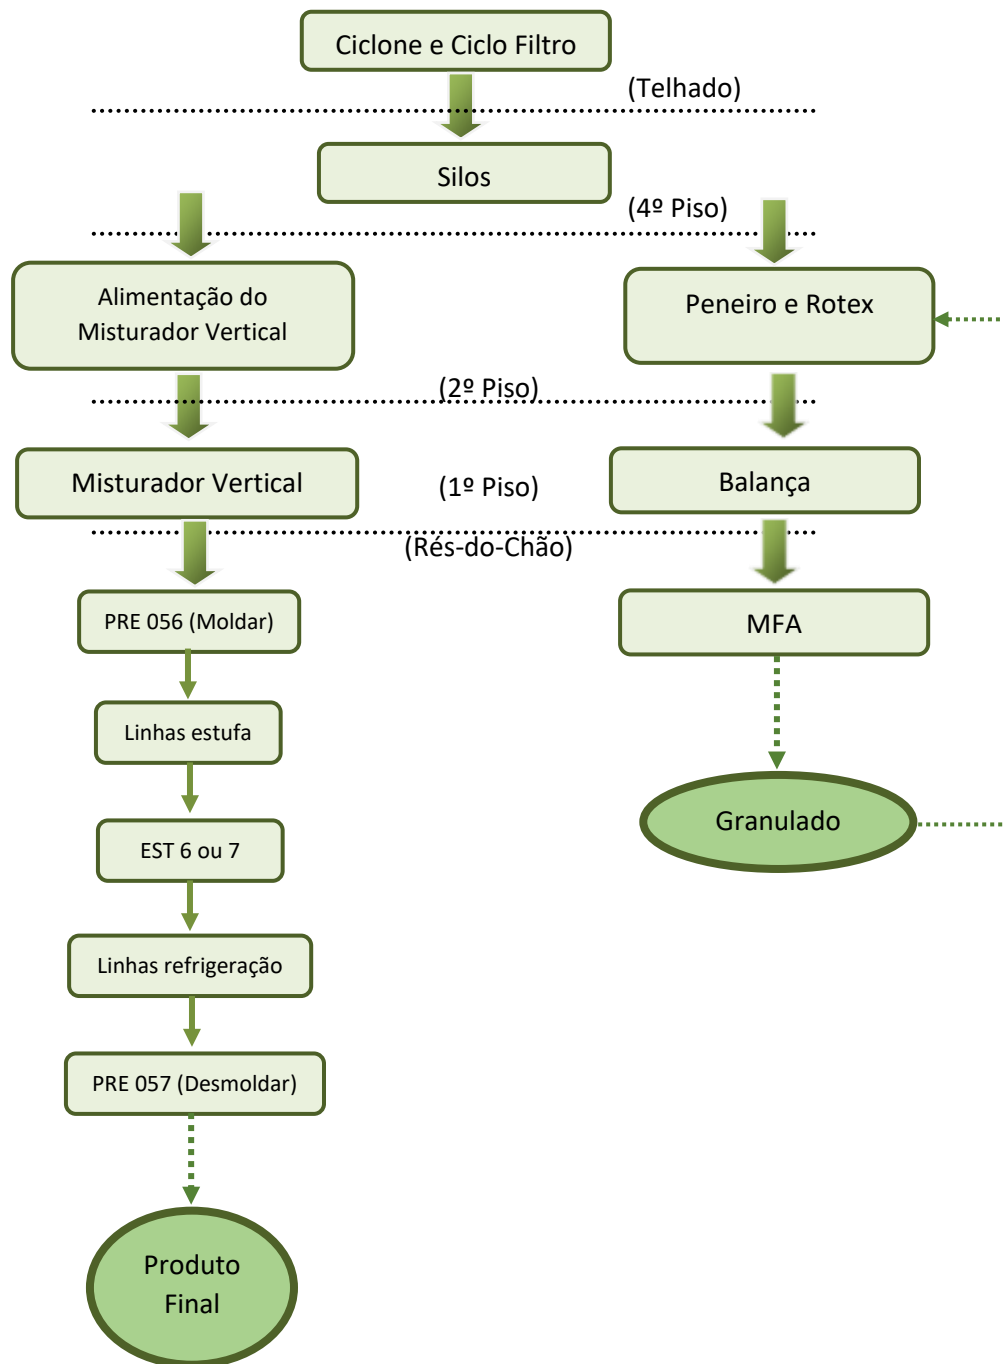 Ciclone e Ciclo Filtro
(Telhado)
Silos
(4º Piso)
Alimentação do
Misturador Vertical
Peneiro e Rotex
(2º Piso)
Misturador Vertical
(1º Piso)
Balança
(Rés-do-Chão)
PRE 056 (Moldar)
MFA
Linhas estufa
Granulado
EST 6 ou 7
Linhas refrigeração
PRE 057 (Desmoldar)
Produto
Final